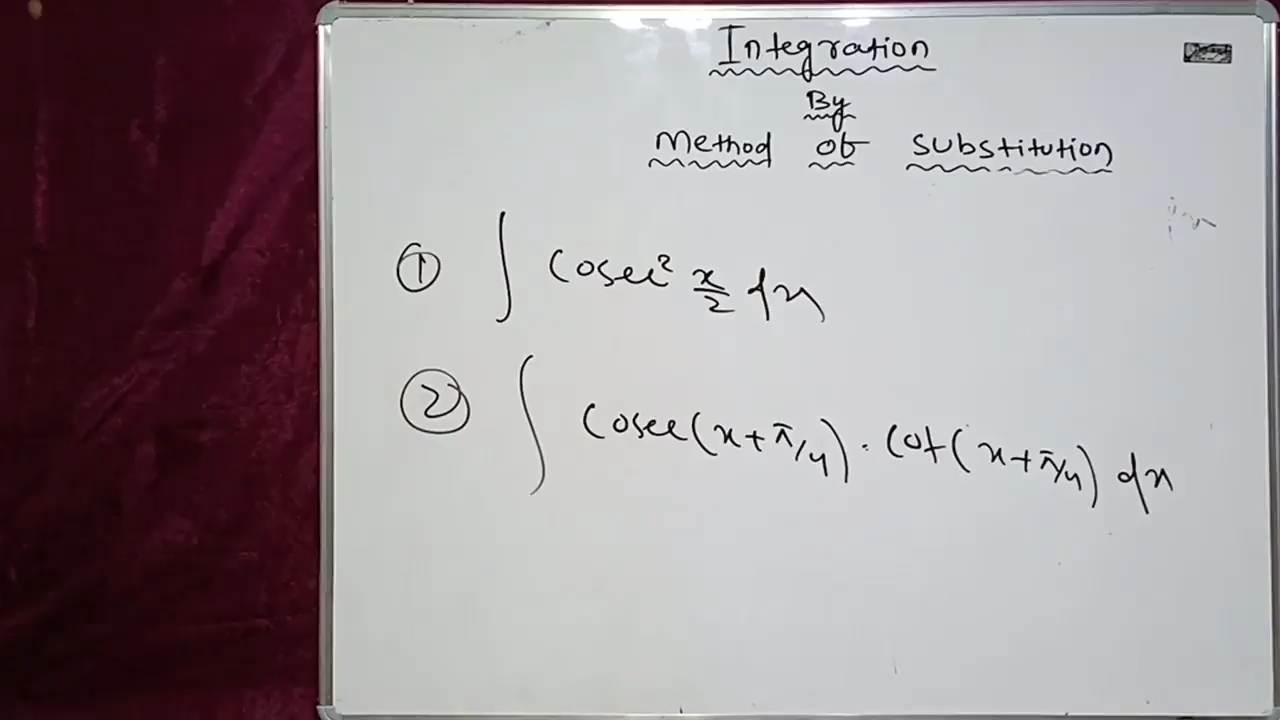 Integration
By
Method of Substitution
① ∫ Cosec² x/2 dx
② ∫ Cosec(x+π/4) · Cot(x+π/4) dx